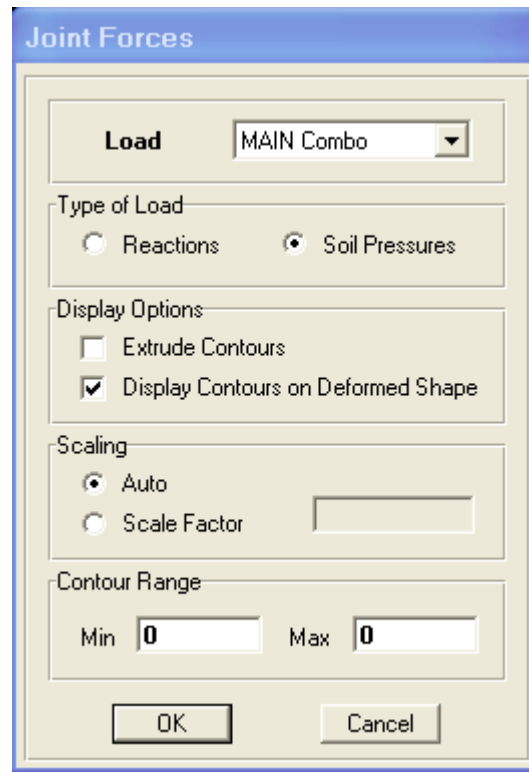 Joint Forces
Load MAIN Combo
Type of Load
Reactions Soil Pressures
Display Options
Extrude Contours
Display Contours on Deformed Shape
Scaling
Auto
Scale Factor
Contour Range
Min 0 Max 0
OK Cancel